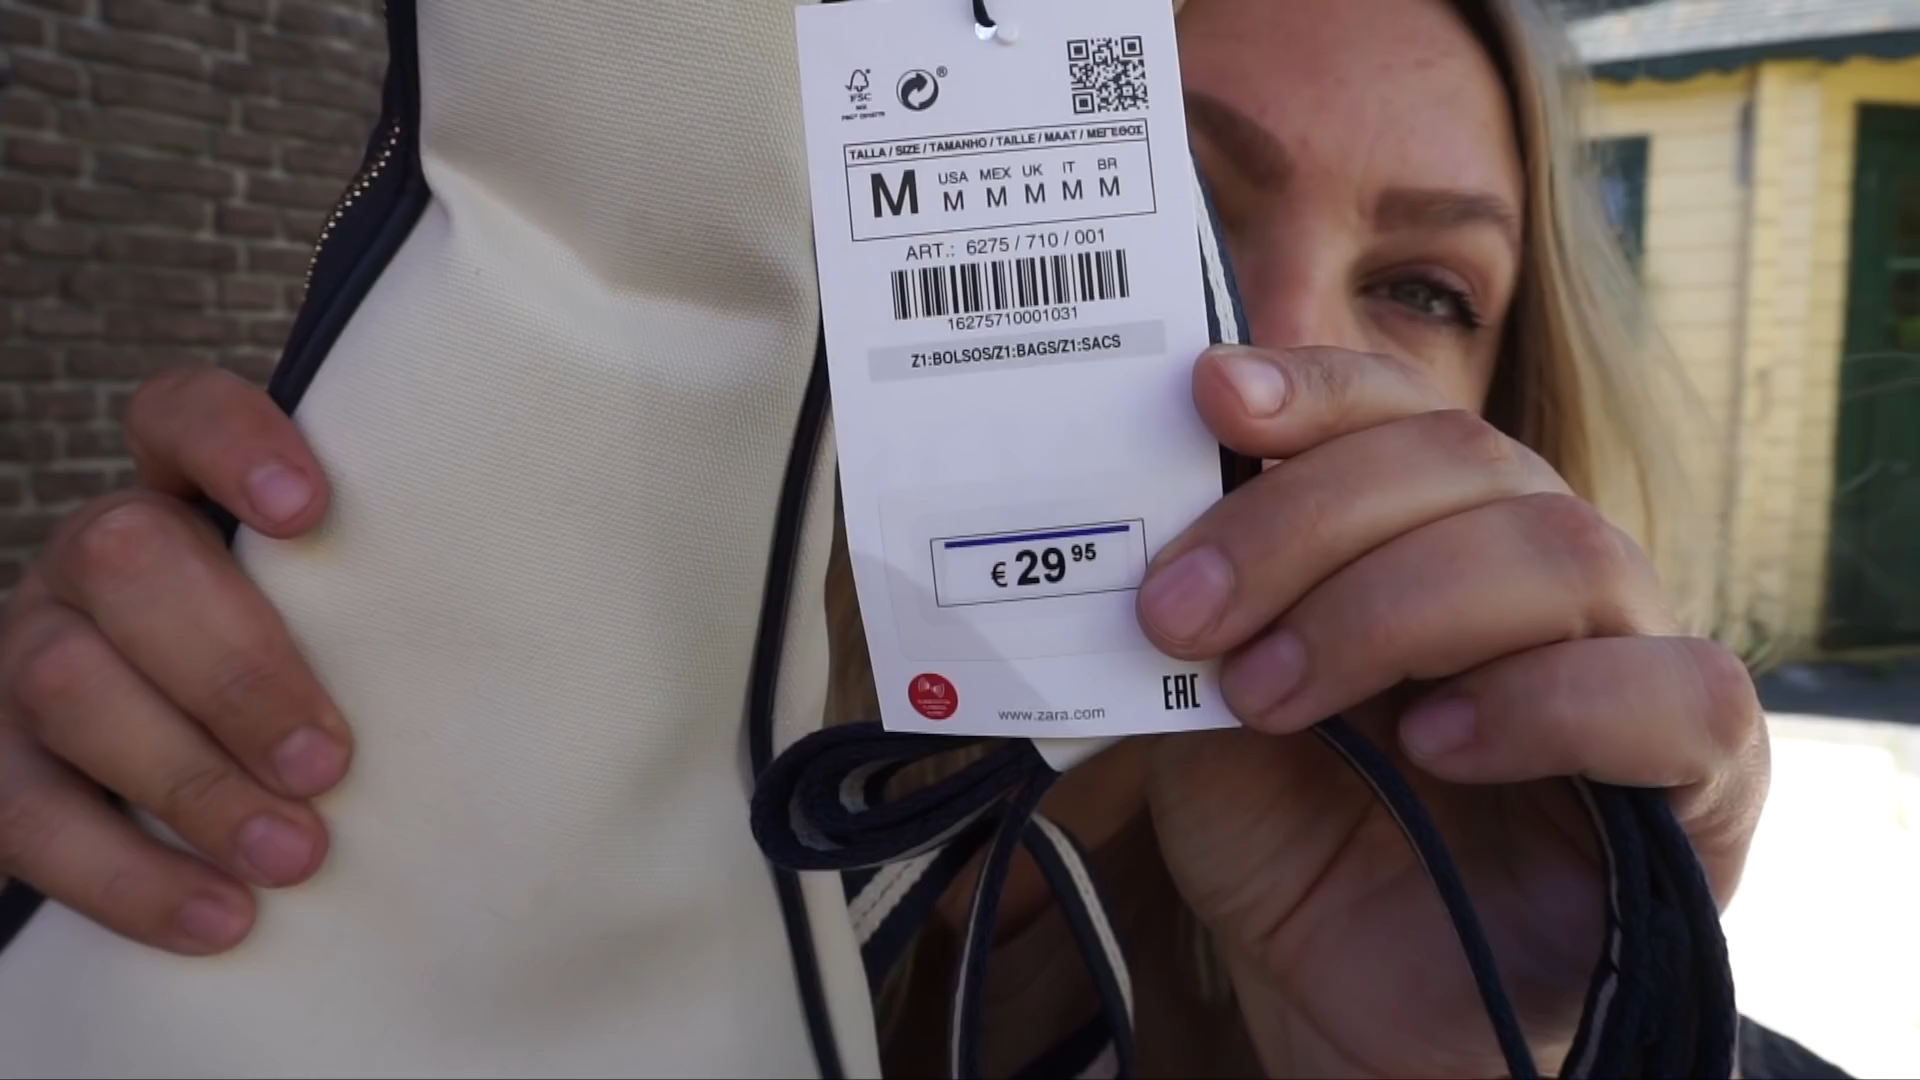 FSC
®
TALLA / SIZE / TAMANHO / TAILLE / MAAT / ΜΕΓΕΘΟΣ
M
USA MEX UK IT BR
M M M M M
ART.: 6275 / 710 / 001
16275710001031
Z1:BOLSOS/Z1:BAGS/Z1:SACS
€ 29 95
www.zara.com
EAC